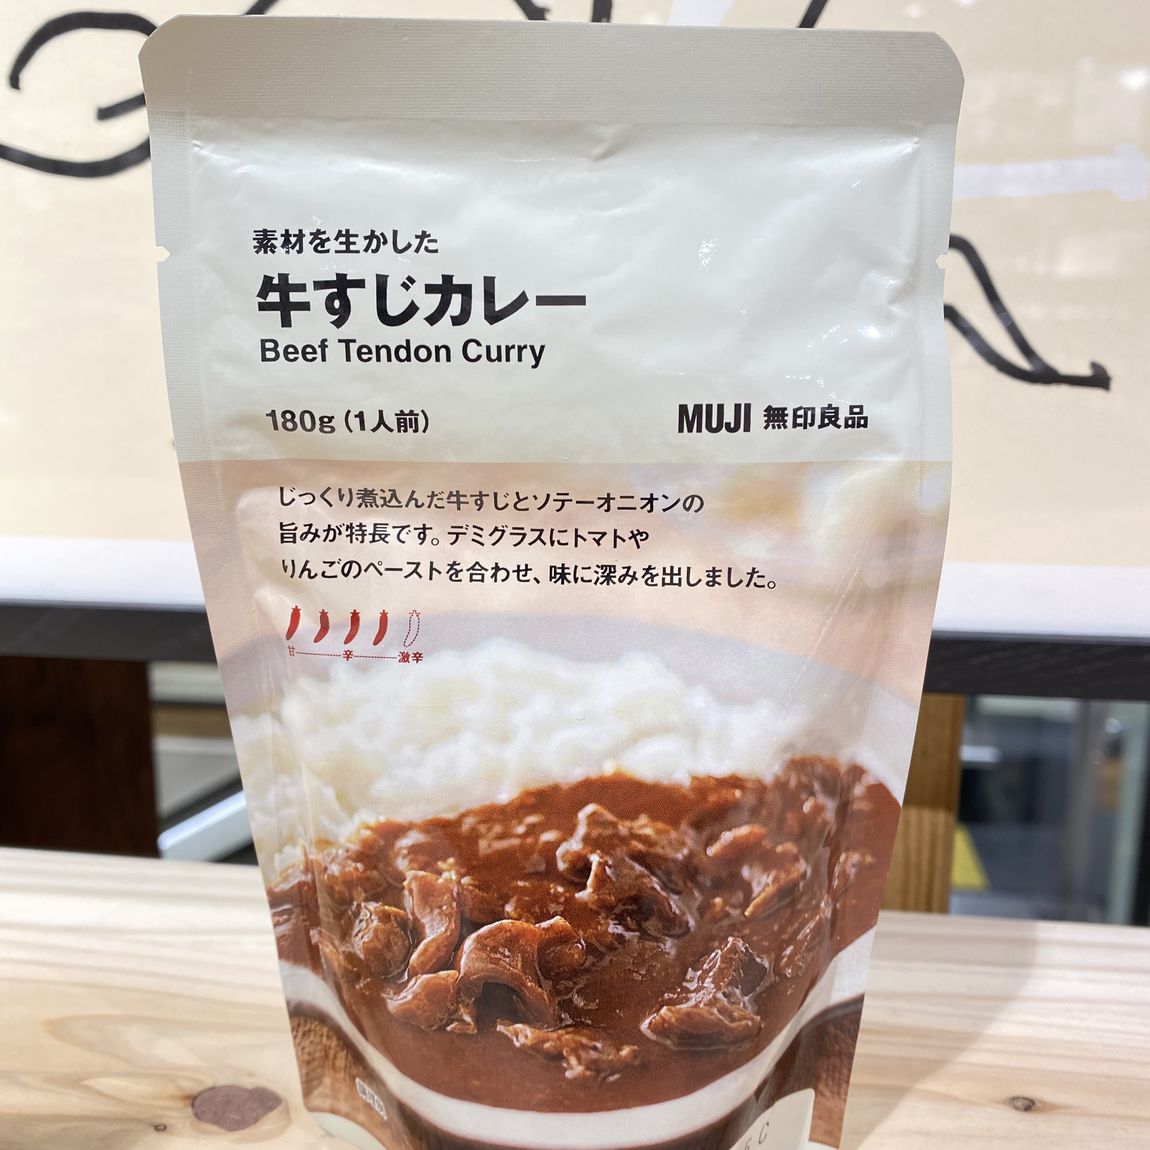 素材を生かした
牛すじカレー
Beef Tendon Curry
180g（1人前）
MUJI 無印良品
じっくり煮込んだ牛すじとソテーオニオンの
旨みが特長です。デミグラスにトマトや
りんごのペーストを合わせ、味に深みを出しました。
甘 辛 激辛